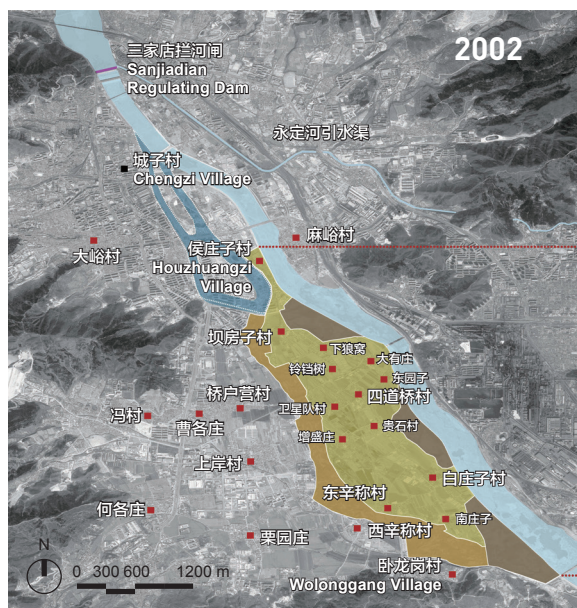 2002
三家店拦河闸
Sanjiadian
Regulating Dam
永定河引水渠
城子村
Chengzi Village
麻峪村
大峪村
侯庄子村
Houzhuangzi
Village
坝房子村
下狼窝
大有庄
铃铛树
东园子
四道桥村
桥户营村
卫星队村
冯村
曹各庄
贵石村
增盛庄
上岸村
白庄子村
东辛称村
何各庄
南庄子
西辛称村
栗园庄
卧龙岗村
Wolonggang Village
N
0 300 600 1200 m